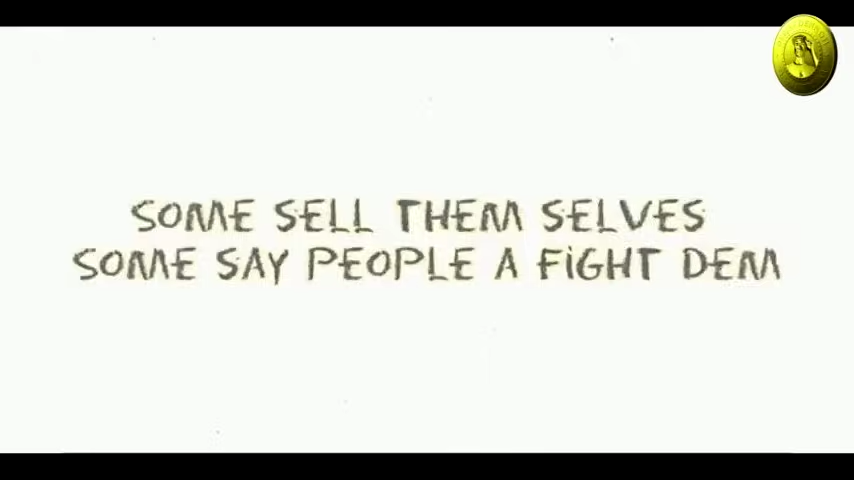 SOME SELL THEM SELVES
SOME SAY PEOPLE A FiGHT DEM